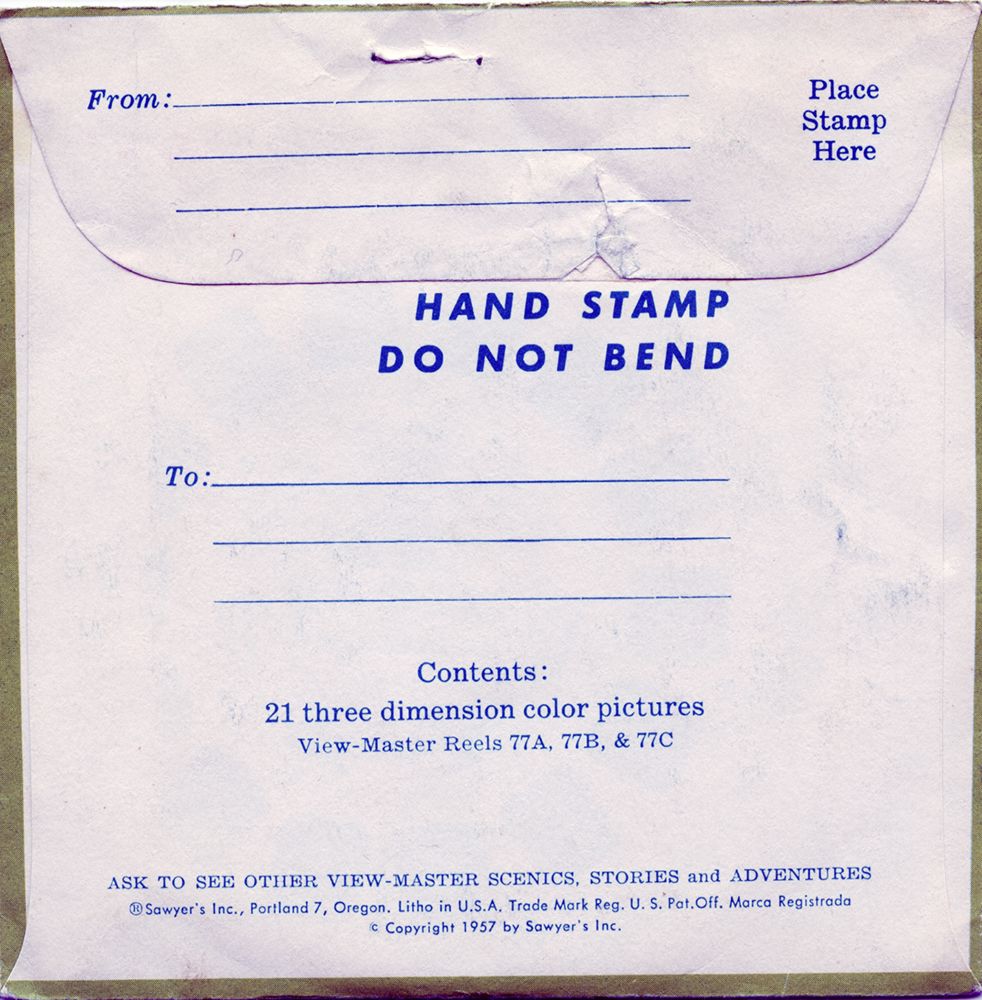 From:
Place
Stamp
Here
HAND STAMP
DO NOT BEND
To:
Contents:
21 three dimension color pictures
View-Master Reels 77A, 77B, & 77C
ASK TO SEE OTHER VIEW-MASTER SCENICS, STORIES and ADVENTURES
® Sawyer's Inc., Portland 7, Oregon. Litho in U.S.A. Trade Mark Reg. U. S. Pat.Off. Marca Registrada
© Copyright 1957 by Sawyer's Inc.